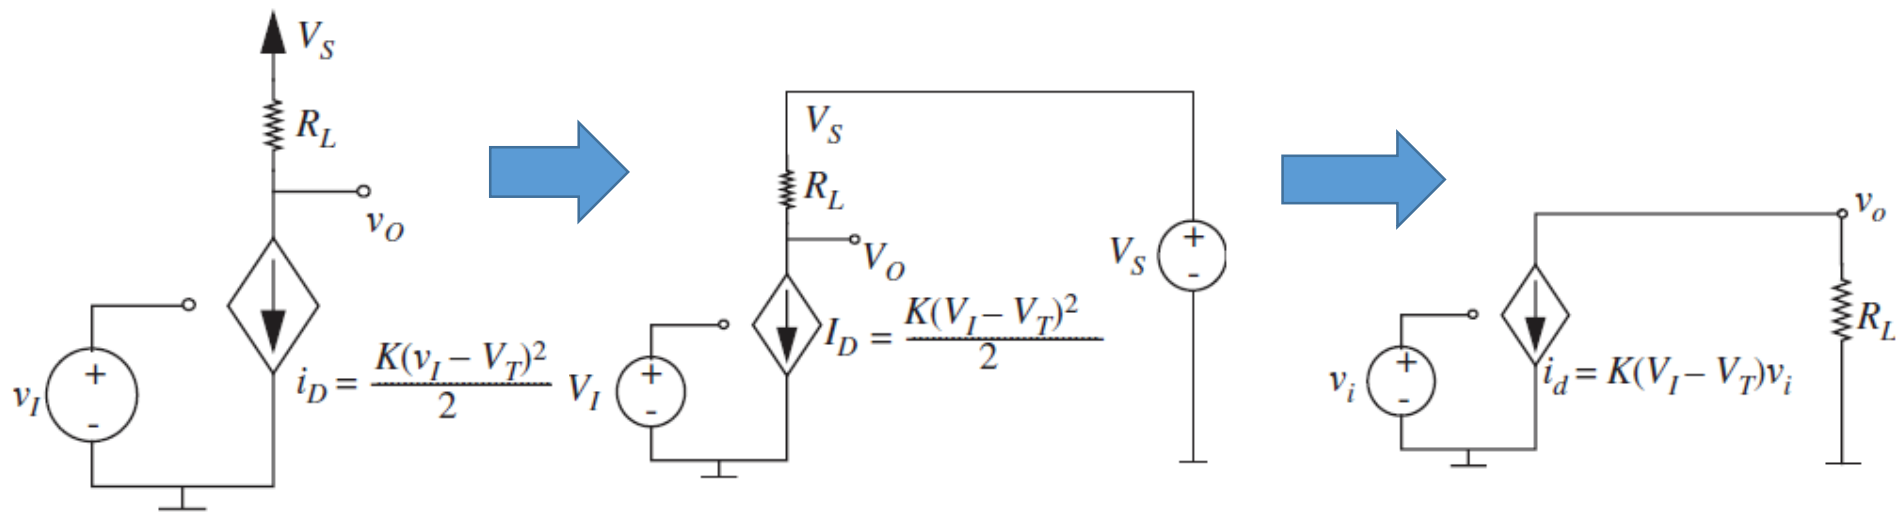 V_S
R_L
v_O
+
v_I
-
i_D = K(v_I – V_T)^2 / 2
V_S
R_L
V_O
V_S
+
-
I_D = K(V_I – V_T)^2 / 2
V_I
+
-
v_o
R_L
v_i
+
-
i_d = K(V_I – V_T)v_i